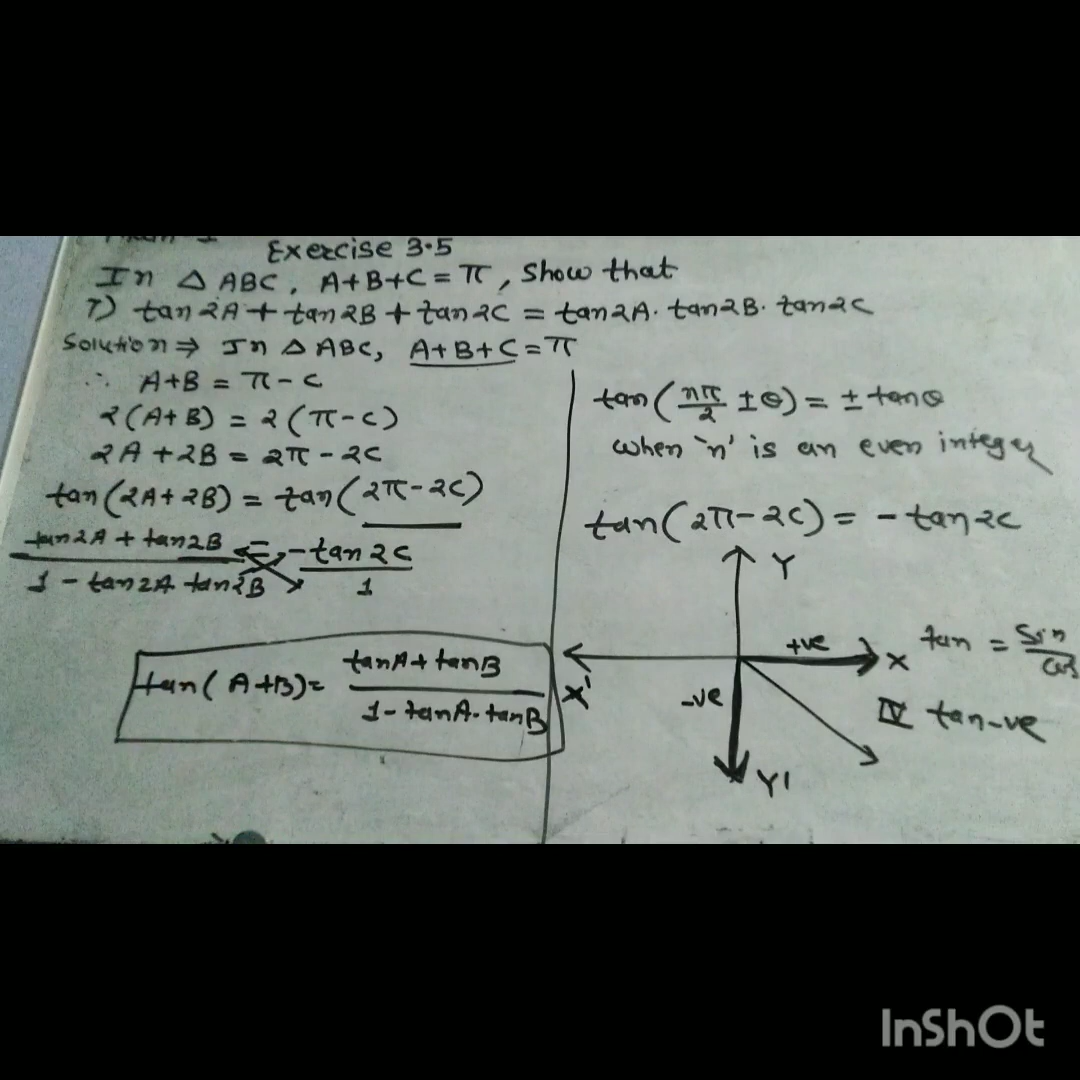 Exercise 3.5
In △ ABC, A+B+C = π, Show that
7) tan2A + tan2B + tan2C = tan2A. tan2B. tan2C
Solution ⇒ In △ ABC, A+B+C = π
∴ A+B = π - C
2(A+B) = 2(π-C)
2A + 2B = 2π - 2C
tan(2A+2B) = tan(2π-2C)
tan2A + tan2B = -tan2C
1 - tan2A tan2B 1
tan(A+B) = tanA + tanB
1 - tanA. tanB
tan(nπ/2 ± θ) = ± tanθ
when 'n' is an even integer
tan(2π-2C) = -tan2C
Y
+ve
X
X'
-ve
Y'
tan = Sin/Cos
IV tan-ve
InShOt